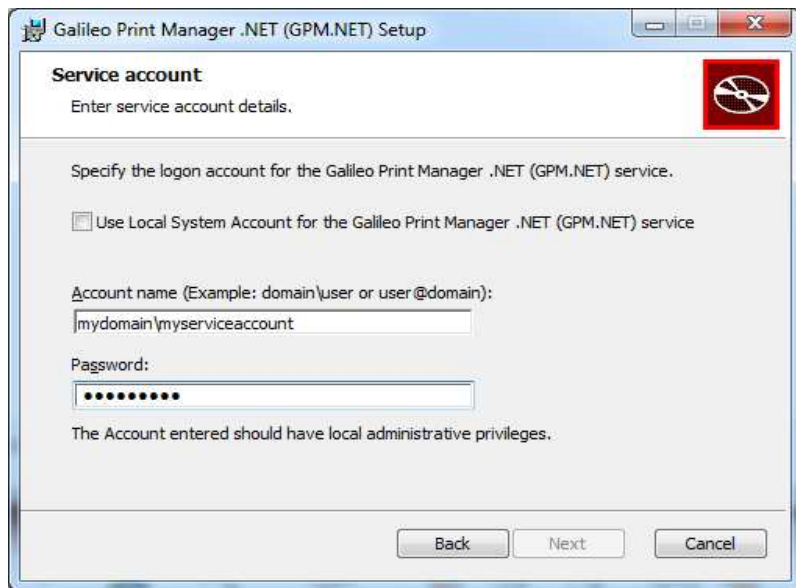 Galileo Print Manager .NET (GPM.NET) Setup
Service account
Enter service account details.
Specify the logon account for the Galileo Print Manager .NET (GPM.NET) service.
Use Local System Account for the Galileo Print Manager .NET (GPM.NET) service
Account name (Example: domain\user or user@domain):
mydomain\myserviceaccount
Password:
●●●●●●●●●
The Account entered should have local administrative privileges.
Back Next Cancel